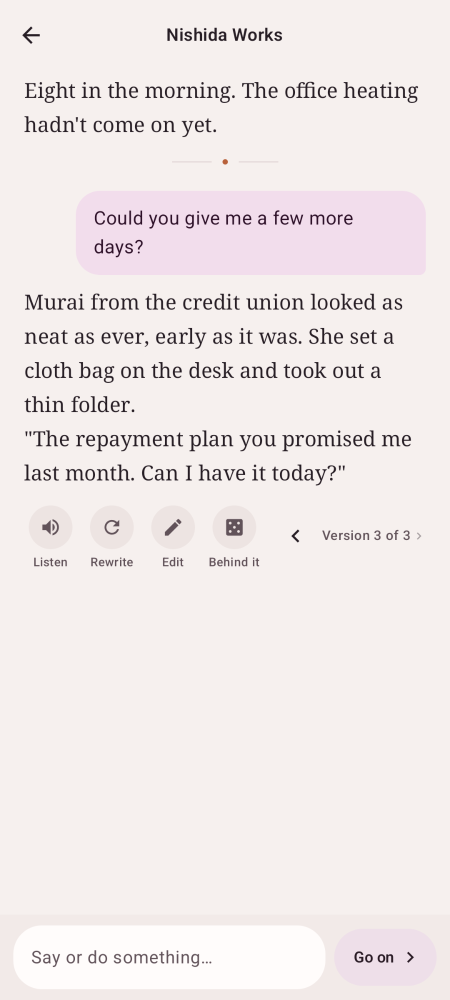 Nishida Works
Eight in the morning. The office heating
hadn't come on yet.
Could you give me a few more
days?
Murai from the credit union looked as
neat as ever, early as it was. She set a
cloth bag on the desk and took out a
thin folder.
"The repayment plan you promised me
last month. Can I have it today?"
Listen
Rewrite
Edit
Behind it
Version 3 of 3
Say or do something…
Go on